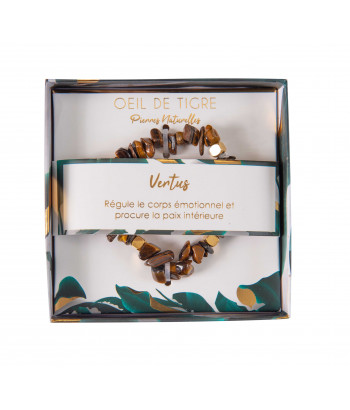 OEIL DE TIGRE
Pierres Naturelles
Vertus
Régule le corps émotionnel et
procure la paix intérieure